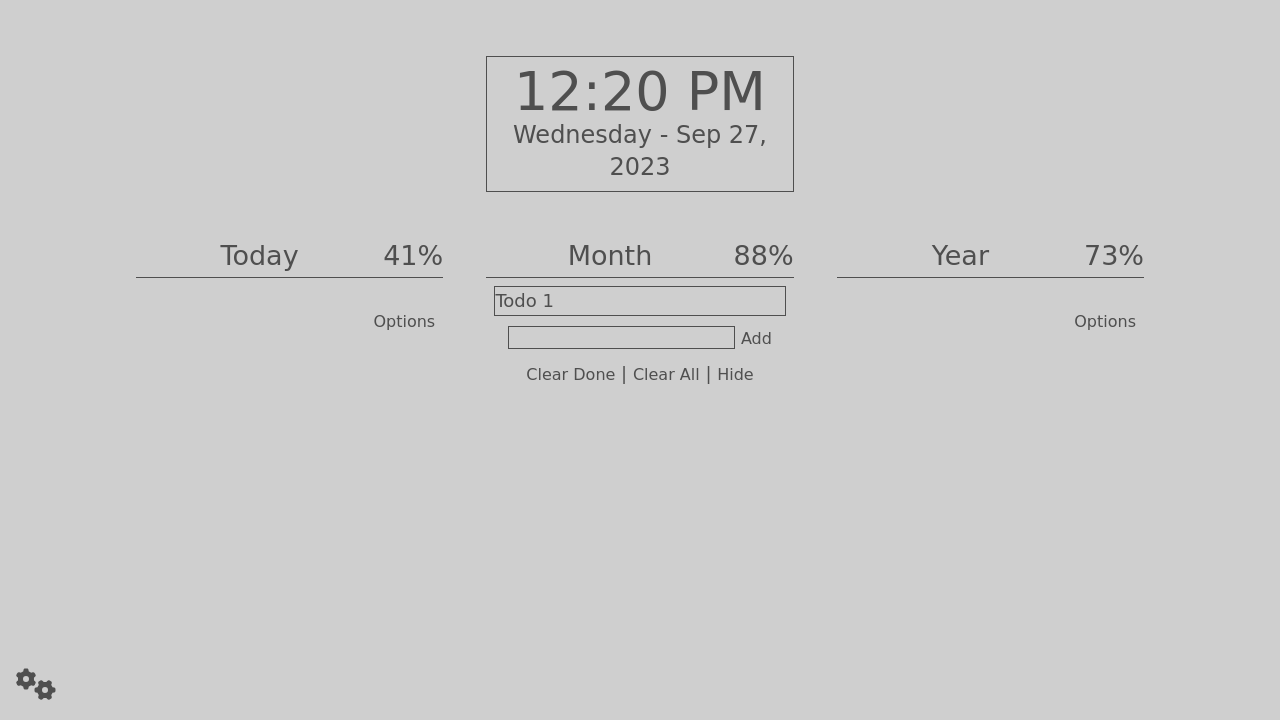 12:20 PM
Wednesday - Sep 27,
2023
Today 41%
Month 88%
Year 73%
Todo 1
Options
Options
Add
Clear Done | Clear All | Hide